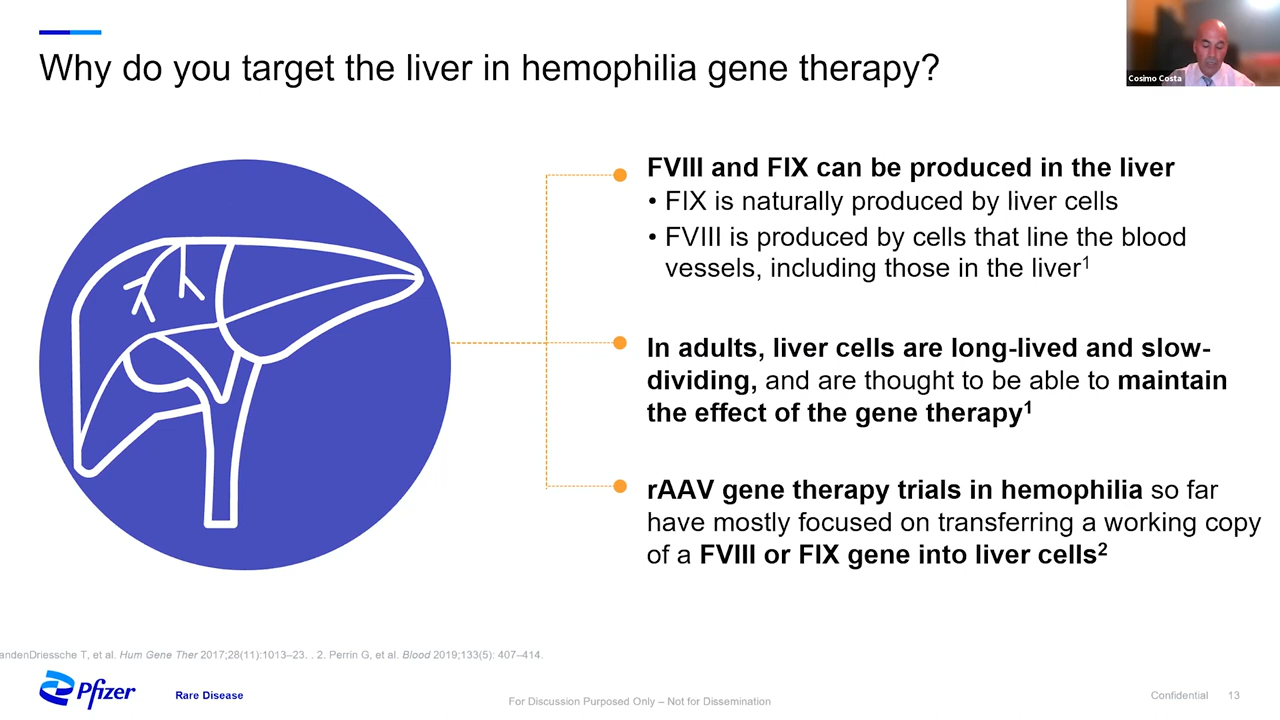 Why do you target the liver in hemophilia gene therapy?
Cosimo Costa
FVIII and FIX can be produced in the liver
• FIX is naturally produced by liver cells
• FVIII is produced by cells that line the blood
vessels, including those in the liver1
In adults, liver cells are long-lived and slow-
dividing, and are thought to be able to maintain
the effect of the gene therapy1
rAAV gene therapy trials in hemophilia so far
have mostly focused on transferring a working copy
of a FVIII or FIX gene into liver cells2
andenDriessche T, et al. Hum Gene Ther 2017;28(11):1013–23. . 2. Perrin G, et al. Blood 2019;133(5): 407–414.
Pfizer
Rare Disease
For Discussion Purposed Only – Not for Dissemination
Confidential 13